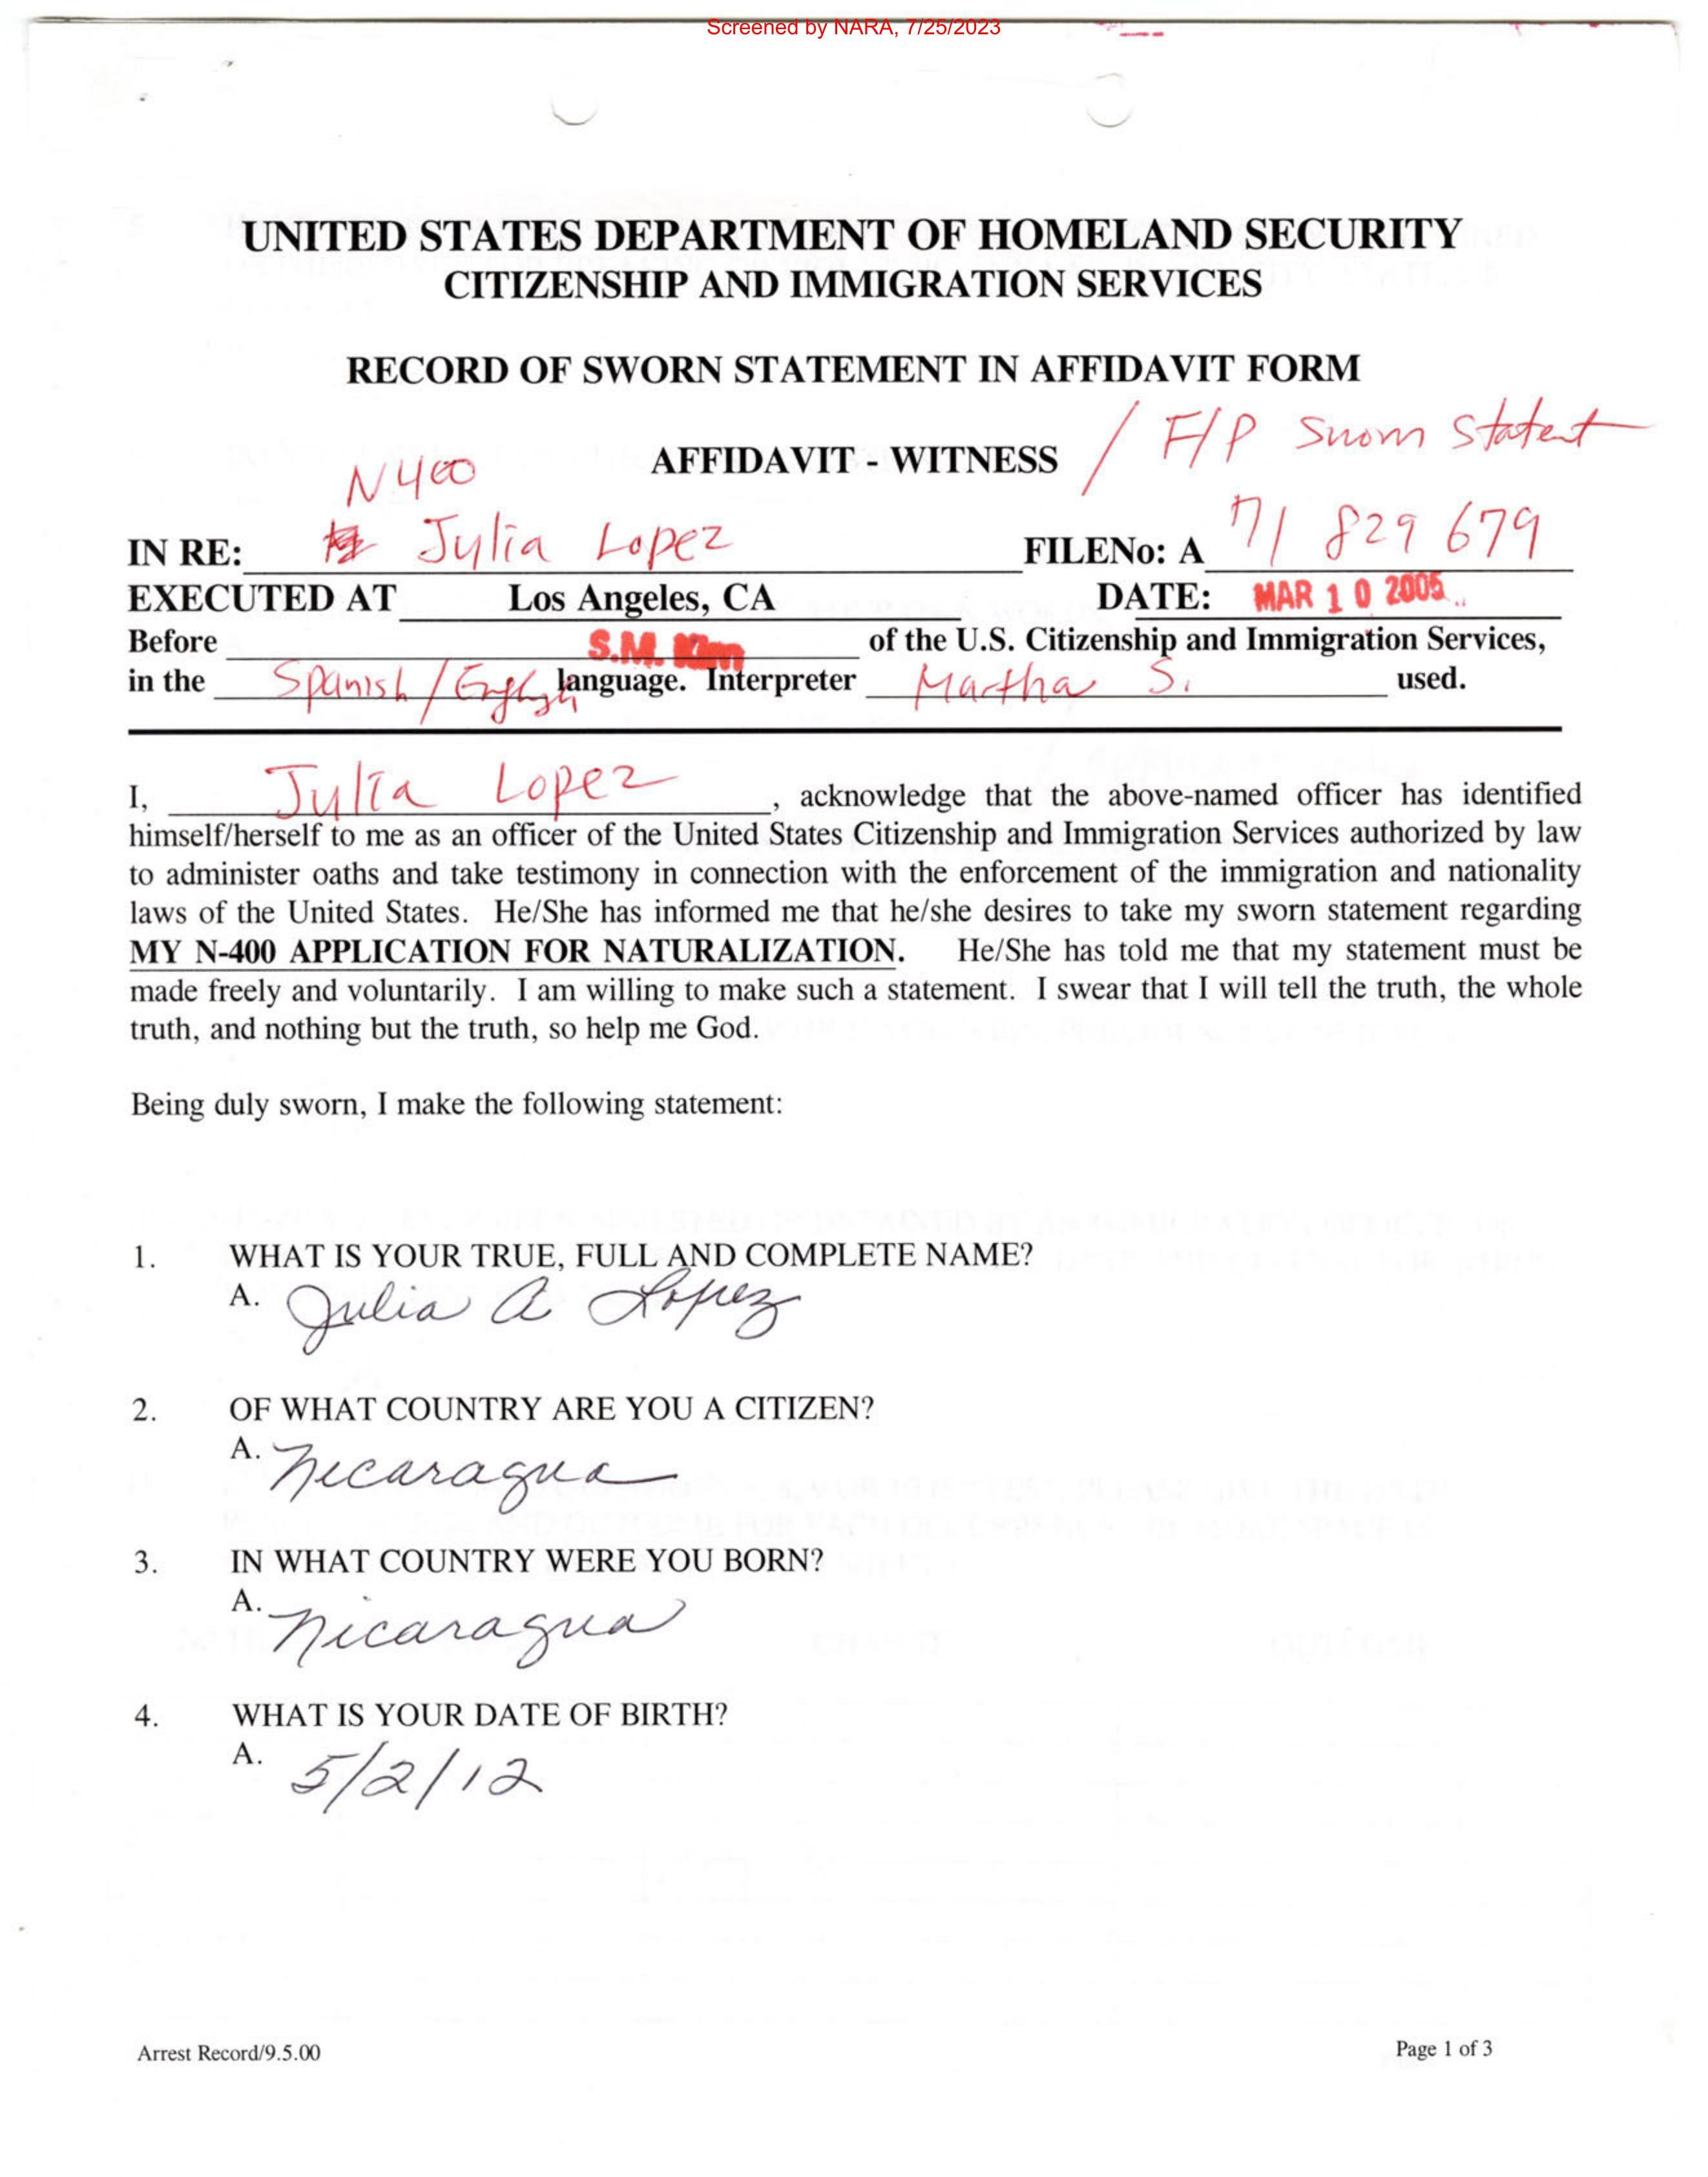 Screened by NARA, 7/25/2023
UNITED STATES DEPARTMENT OF HOMELAND SECURITY
CITIZENSHIP AND IMMIGRATION SERVICES
RECORD OF SWORN STATEMENT IN AFFIDAVIT FORM
AFFIDAVIT - WITNESS / F/P Sworn Statent
N400
IN RE: Julia Lopez FILENo: A 71 829 679
EXECUTED AT Los Angeles, CA DATE: MAR 10 2005
Before S.M. of the U.S. Citizenship and Immigration Services,
in the Spanish/English language. Interpreter Martha S. used.
I, Julia Lopez, acknowledge that the above-named officer has identified
himself/herself to me as an officer of the United States Citizenship and Immigration Services authorized by law
to administer oaths and take testimony in connection with the enforcement of the immigration and nationality
laws of the United States. He/She has informed me that he/she desires to take my sworn statement regarding
MY N-400 APPLICATION FOR NATURALIZATION. He/She has told me that my statement must be
made freely and voluntarily. I am willing to make such a statement. I swear that I will tell the truth, the whole
truth, and nothing but the truth, so help me God.
Being duly sworn, I make the following statement:
1. WHAT IS YOUR TRUE, FULL AND COMPLETE NAME?
A. Julia A Lopez
2. OF WHAT COUNTRY ARE YOU A CITIZEN?
A. Nicaragua
3. IN WHAT COUNTRY WERE YOU BORN?
A. Nicaragua
4. WHAT IS YOUR DATE OF BIRTH?
A. 5/2/12
Arrest Record/9.5.00
Page 1 of 3